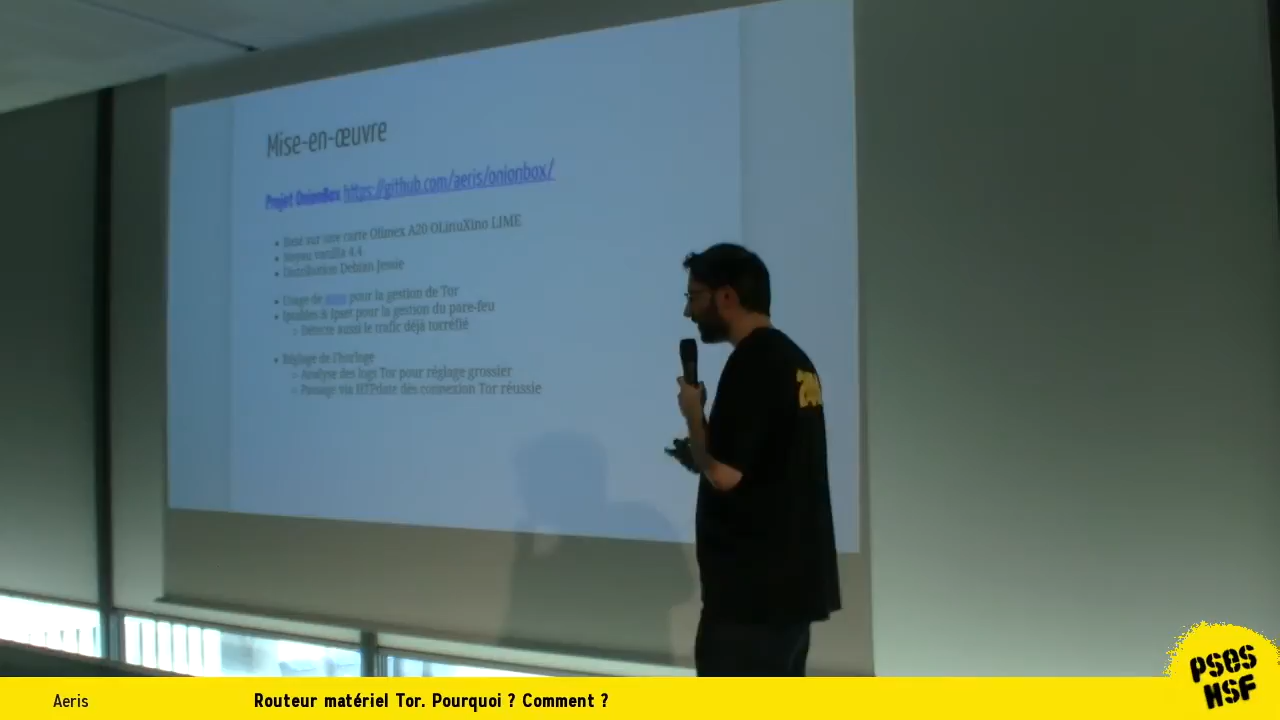 Mise-en-œuvre
Projet OnionBox https://github.com/aeris/onionbox/
Basé sur une carte Olimex A20 OLinuXino LIME
Noyau vanilla 4.4
Distribution Debian Jessie
Usage de pour la gestion de Tor
Iptables & Ipset pour la gestion du pare-feu
Détecte aussi le trafic déjà torréfié
Réglage de l'horloge
Analyse des logs Tor pour réglage grossier
Passage via HTPdate dès connexion Tor réussie
Aeris
Routeur matériel Tor. Pourquoi ? Comment ?
PSES
HSF